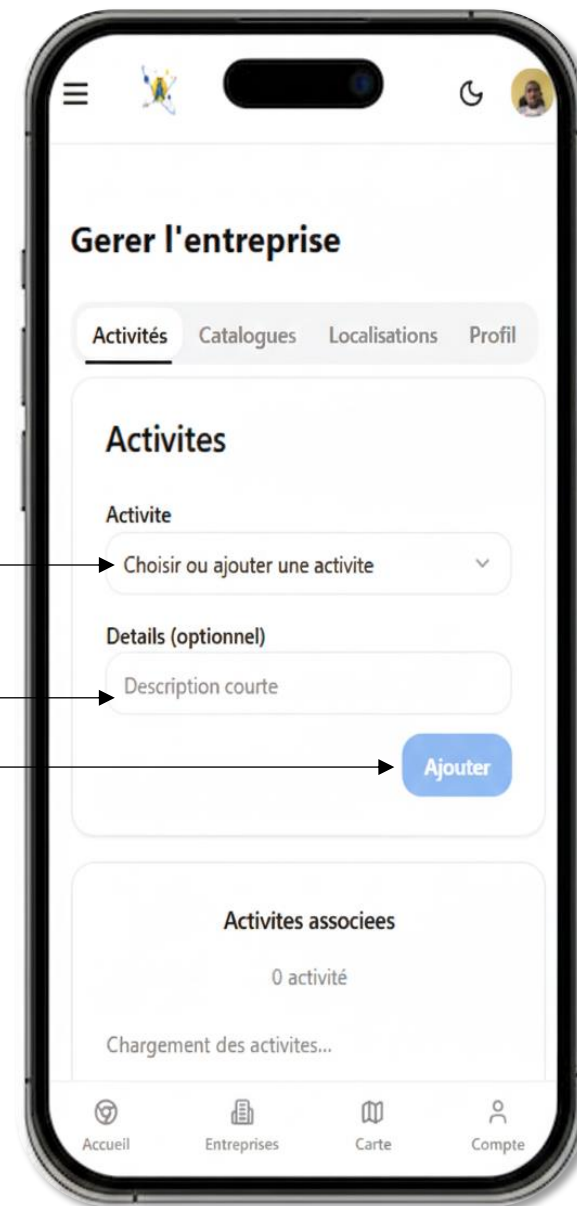 Gerer l'entreprise
Activités Catalogues Localisations Profil
Activites
Activite
Choisir ou ajouter une activite
Details (optionnel)
Description courte
Ajouter
Activites associees
0 activité
Chargement des activites...
Accueil Entreprises Carte Compte